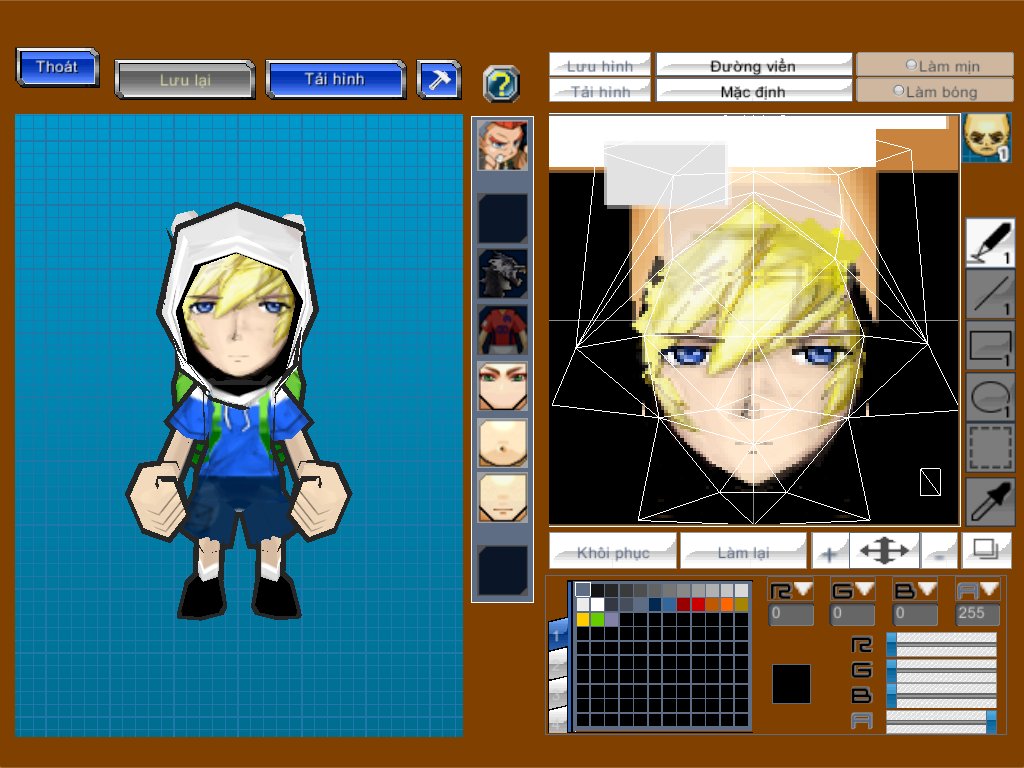 Thoát
Lưu lại
Tải hình
?
Lưu hình
Đường viền
Làm mịn
Tải hình
Mặc định
Làm bóng
1
1
1
1
1
Khôi phục
Làm lại
+
-
R
G
B
A
0
0
0
255
1
R
G
B
A